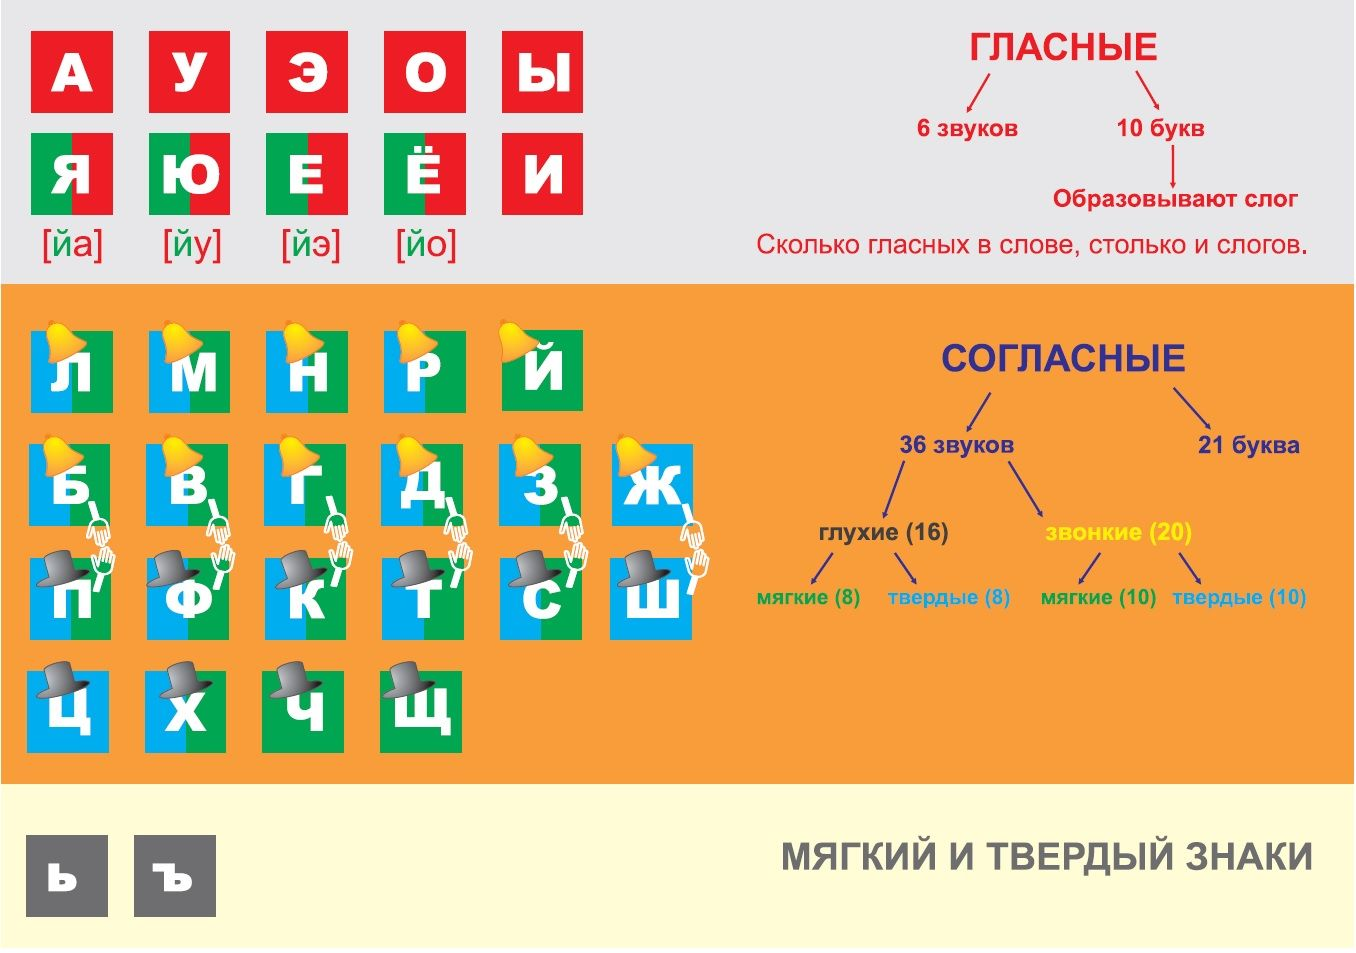 А У Э О Ы
Я Ю Е Ё И
[йа] [йу] [йэ] [йо]
ГЛАСНЫЕ
6 звуков 10 букв
Образовывают слог
Сколько гласных в слове, столько и слогов.
Л М Н Р Й
Б В Г Д З Ж
П Ф К Т С Ш
Ц Х Ч Щ
СОГЛАСНЫЕ
36 звуков 21 буква
глухие (16) звонкие (20)
мягкие (8) твердые (8) мягкие (10) твердые (10)
ь ъ
МЯГКИЙ И ТВЕРДЫЙ ЗНАКИ